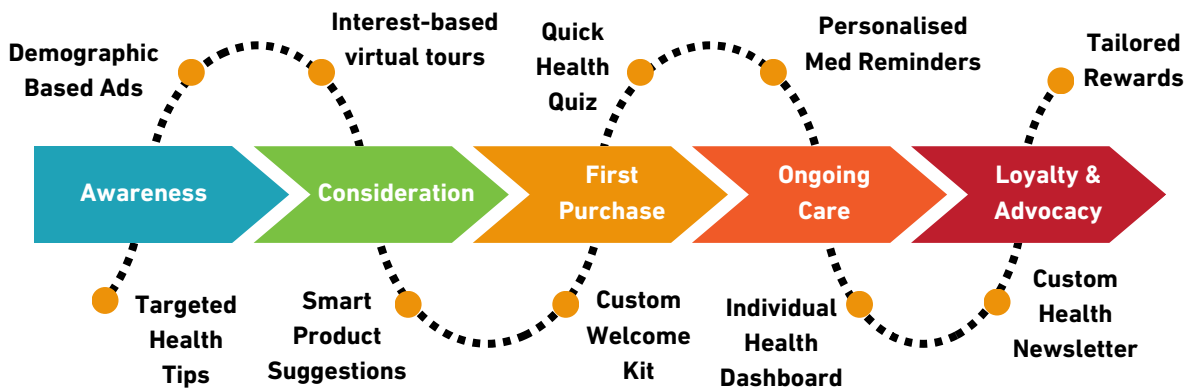 Demographic
Based Ads
Interest-based
virtual tours
Quick
Health
Quiz
Personalised
Med Reminders
Tailored
Rewards
Awareness
Consideration
First
Purchase
Ongoing
Care
Loyalty &
Advocacy
Targeted
Health
Tips
Smart
Product
Suggestions
Custom
Welcome
Kit
Individual
Health
Dashboard
Custom
Health
Newsletter